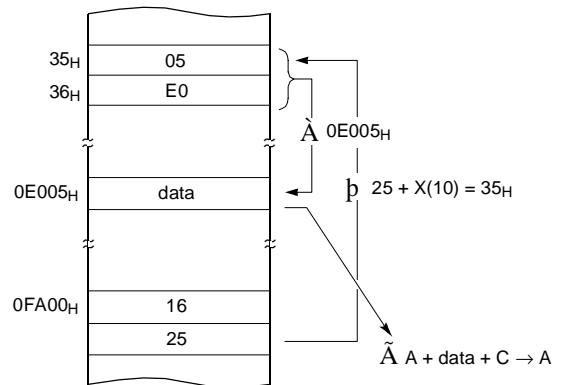 35H 05
36H E0
À 0E005H
0E005H data
þ 25 + X(10) = 35H
0FA00H 16
25
Ã A + data + C → A